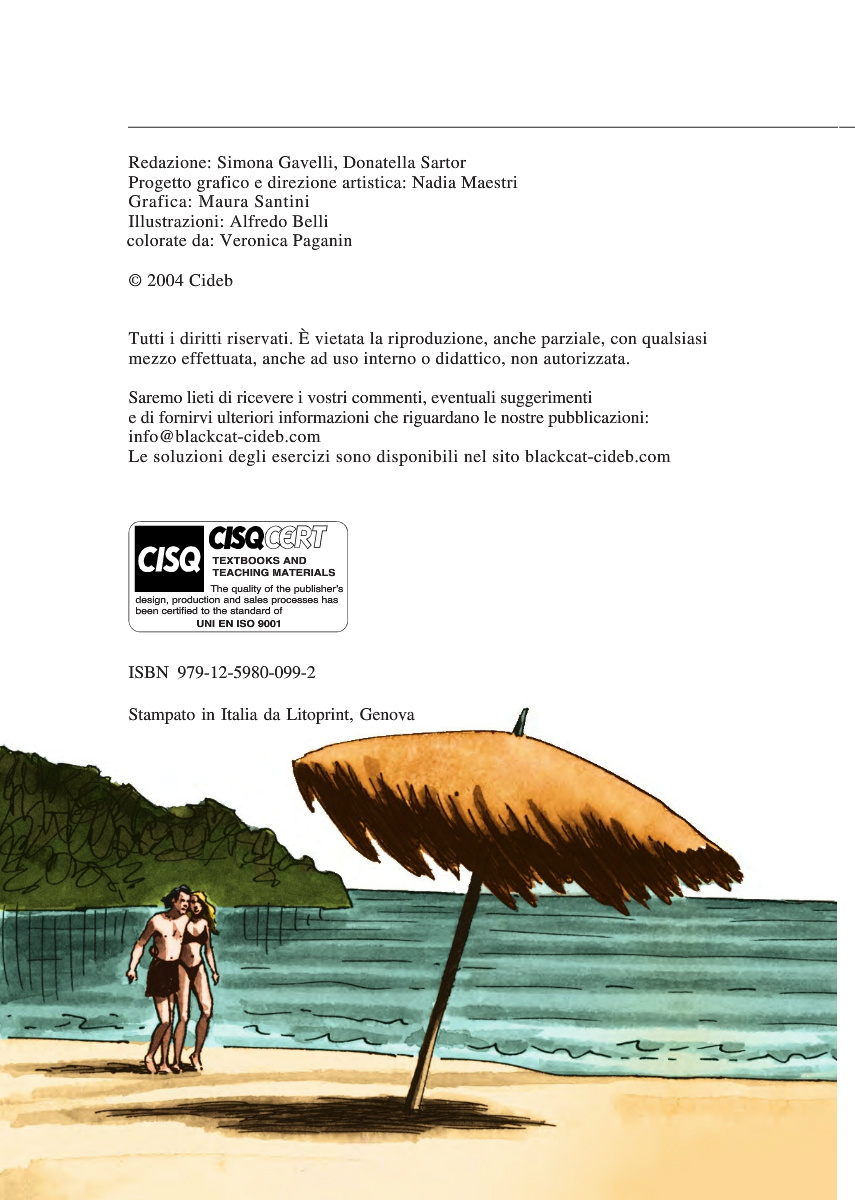 Redazione: Simona Gavelli, Donatella Sartor
Progetto grafico e direzione artistica: Nadia Maestri
Grafica: Maura Santini
Illustrazioni: Alfredo Belli
colorate da: Veronica Paganin
© 2004 Cideb
Tutti i diritti riservati. È vietata la riproduzione, anche parziale, con qualsiasi
mezzo effettuata, anche ad uso interno o didattico, non autorizzata.
Saremo lieti di ricevere i vostri commenti, eventuali suggerimenti
e di fornirvi ulteriori informazioni che riguardano le nostre pubblicazioni:
info@blackcat-cideb.com
Le soluzioni degli esercizi sono disponibili nel sito blackcat-cideb.com
CISQ
CISQCERT
TEXTBOOKS AND
TEACHING MATERIALS
The quality of the publisher's
design, production and sales processes has
been certified to the standard of
UNI EN ISO 9001
ISBN 979-12-5980-099-2
Stampato in Italia da Litoprint, Genova